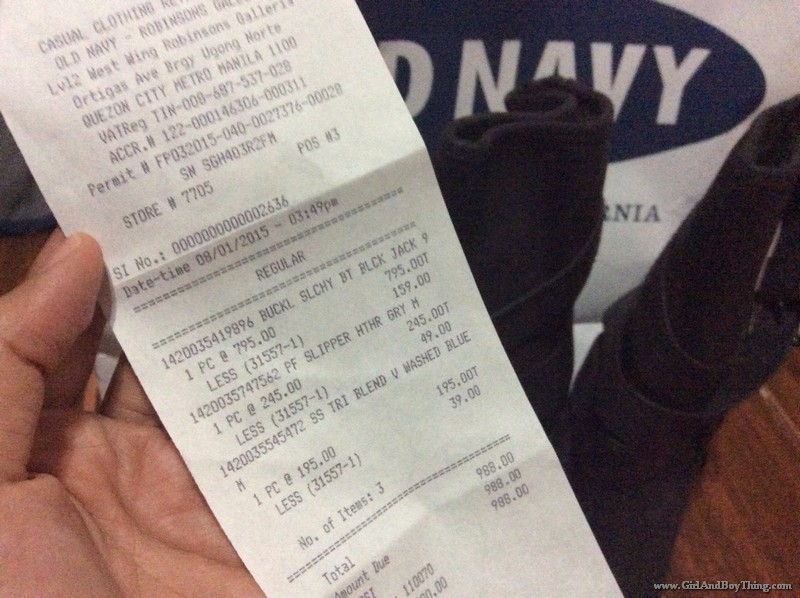 CASUAL CLOTHING
OLD NAVY - ROBINSONS
Lvl2 West Wing Robinsons Galleria
Ortigas Ave Brgy Ugong Norte
QUEZON CITY METRO MANILA 1100
VATReg TIN-008-687-537-028
ACCR.# 122-000146306-000311
Permit # FP032015-040-0027376-00028
SN SGH403R2FM POS #3
STORE # 7705
SI No.: 0000000000002636
Date-time 08/01/2015 - 03:49pm
REGULAR
1420035419896 BUCKL SLCHY BT BLCK JACK 9
1 PC @ 795.00 795.00T
LESS (31557-1) 159.00
1420035747562 PF SLIPPER HTHR GRY M
1 PC @ 245.00 245.00T
LESS (31557-1) 49.00
1420035545472 SS TRI BLEND V WASHED BLUE
M
1 PC @ 195.00 195.00T
LESS (31557-1) 39.00
No. of Items: 3
988.00
Total 988.00
Amount Due 988.00
110070
D NAVY
RNIA
www.GirlAndBoyThing.com